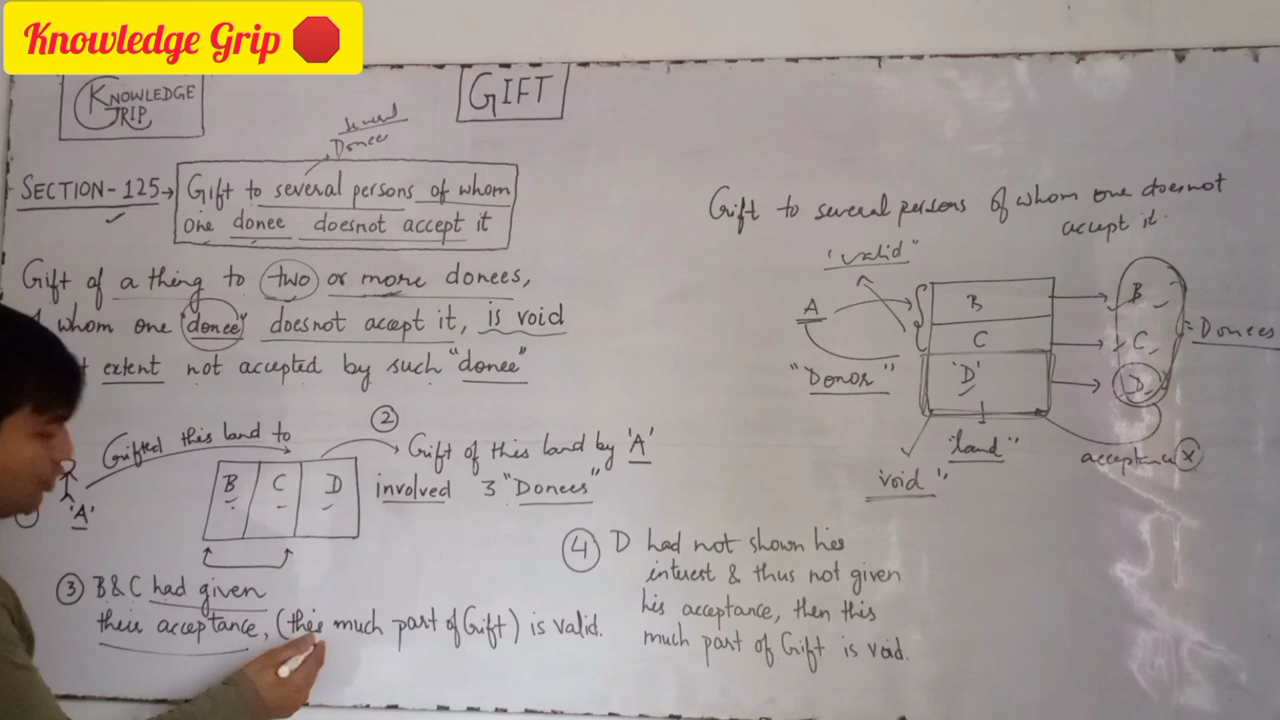 Knowledge Grip
KNOWLEDGE
GRIP
GIFT
several
Donee
SECTION-125→ Gift to several persons of whom
one donee doesnot accept it
Gift of a thing to two or more donees,
whom one "donee" doesnot accept it, is void
extent not accepted by such "donee"
Gifted this land to
'A'
B C D
② Gift of this land by 'A'
involved 3 "Donees"
③ B&C had given
their acceptance, (this much part of Gift) is valid.
④ D had not shown his
interest & thus not given
his acceptance, then this
much part of Gift is void.
Gift to several persons of whom one doesnot
accept it.
"valid"
A
"Donor"
B
C
'D'
"land"
"void"
B
C
D
= Donees
acceptance ⓧ